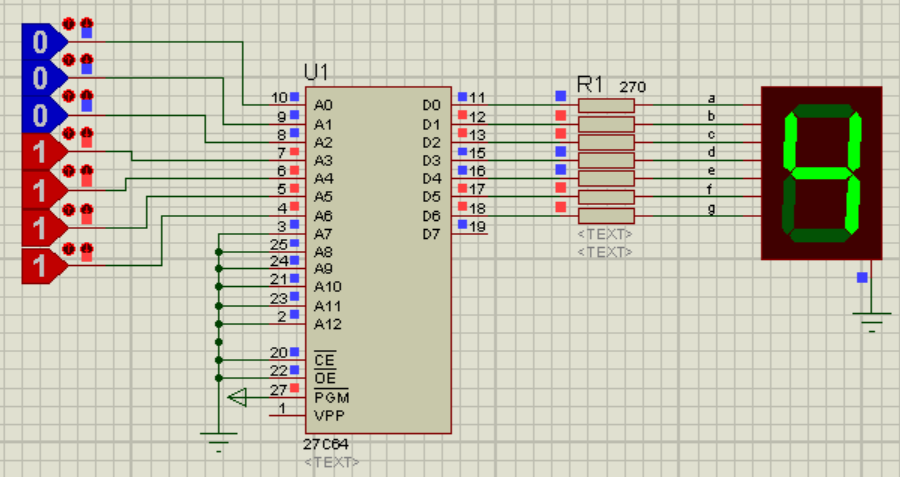 0
0
0
1
1
1
1
U1
10 A0 D0 11
9 A1 D1 12
8 A2 D2 13
7 A3 D3 15
6 A4 D4 16
5 A5 D5 17
4 A6 D6 18
3 A7 D7 19
25 A8
24 A9
21 A10
23 A11
2 A12
20 CE
22 OE
27 PGM
1 VPP
27C64
<TEXT>
R1 270
<TEXT>
<TEXT>
a
b
c
d
e
f
g
4